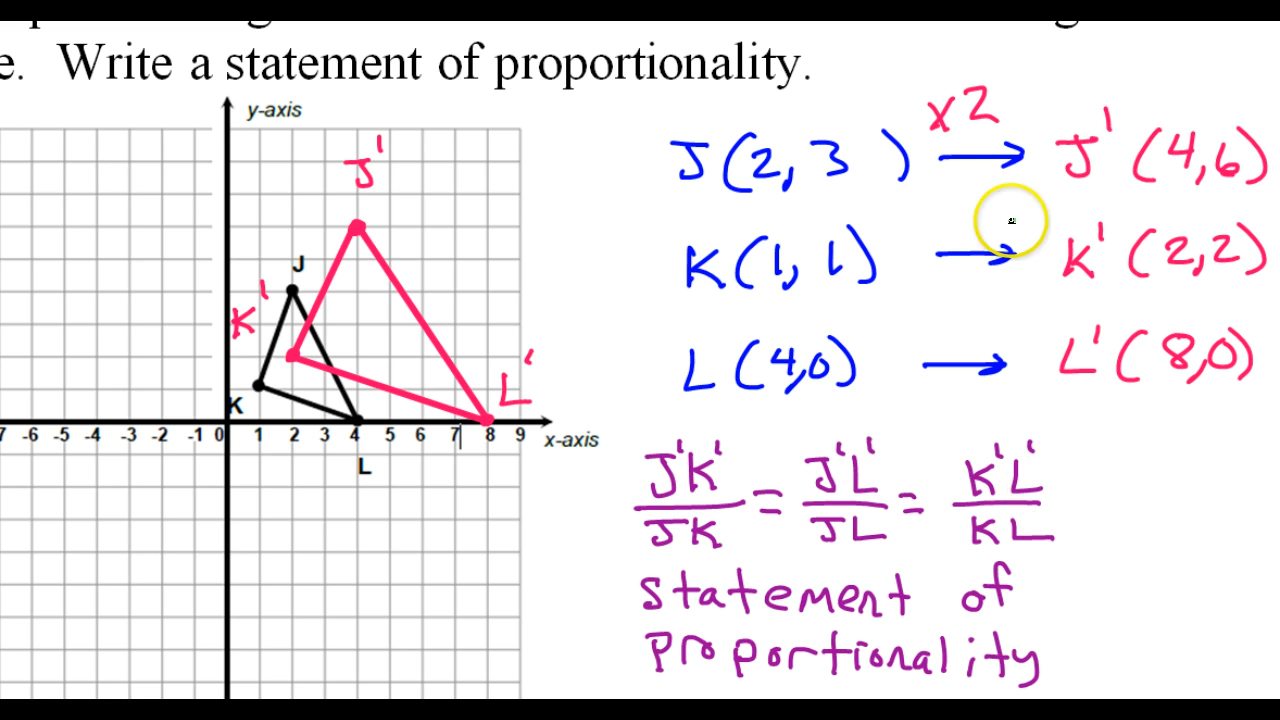 e. Write a statement of proportionality.
y-axis
J'
J
K'
K
L'
L
-6 -5 -4 -3 -2 -1 0 1 2 3 4 5 6 7 8 9
x-axis
J(2,3) x2 → J'(4,6)
K(1,1) → K'(2,2)
L(4,0) → L'(8,0)
J'K'/JK = J'L'/JL = K'L'/KL
statement of
proportionality